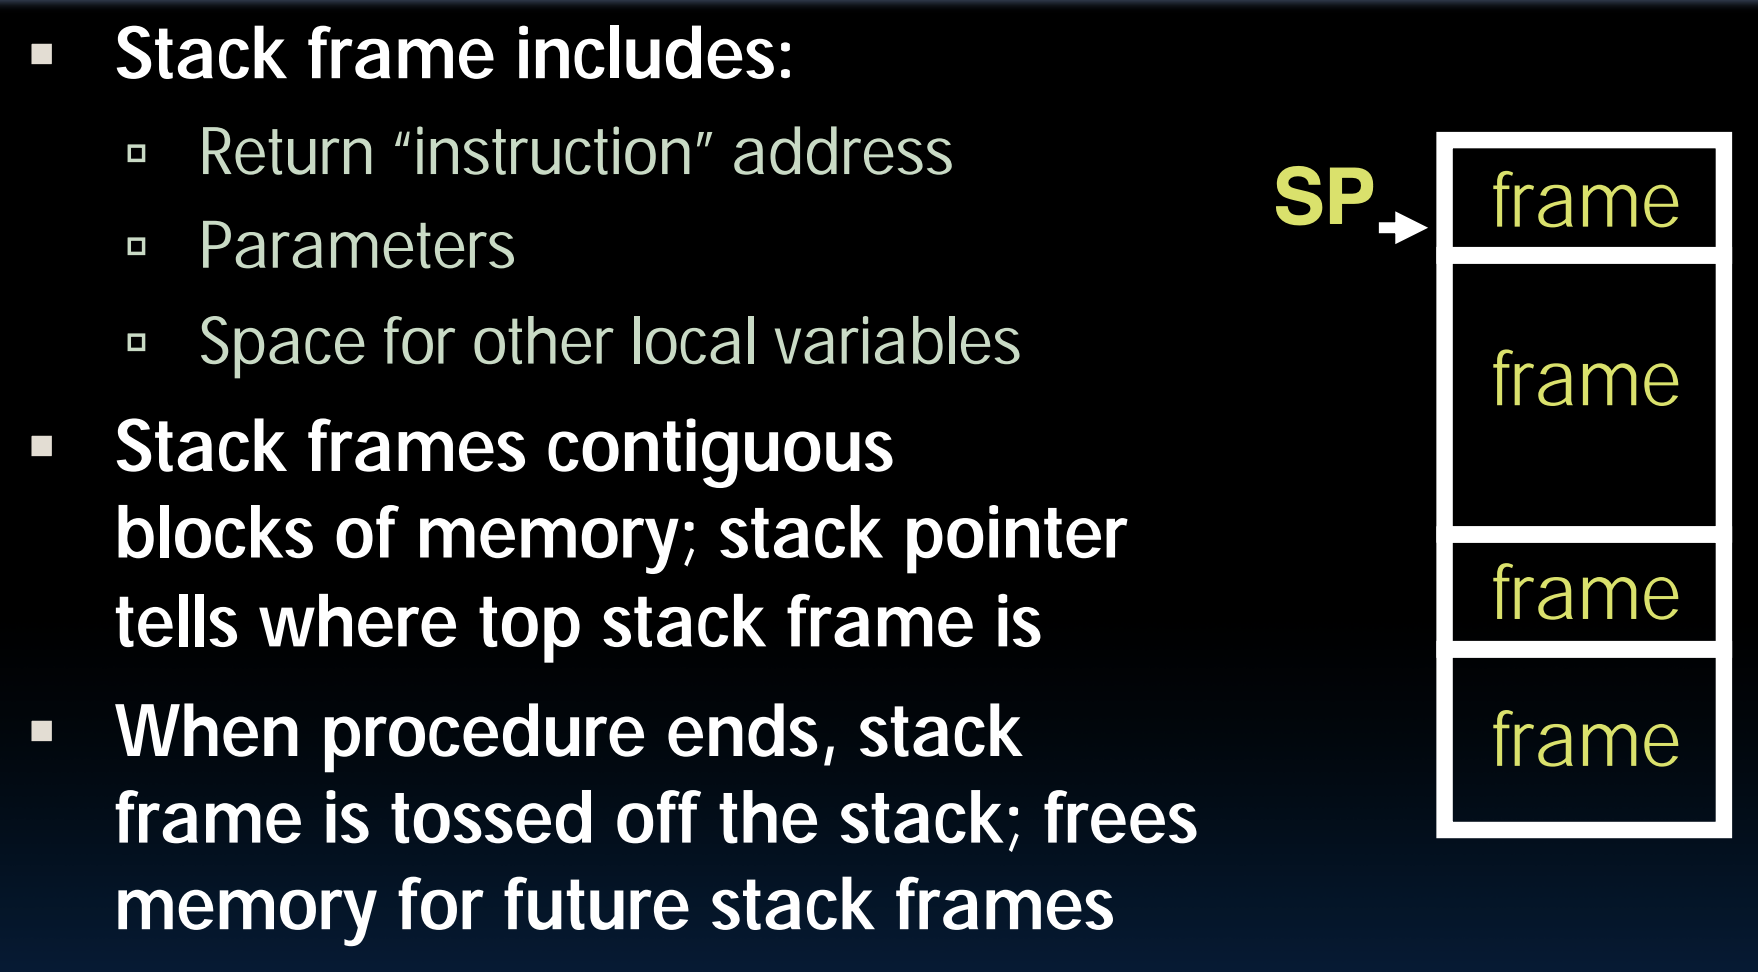 Stack frame includes:
Return “instruction” address
Parameters
Space for other local variables
Stack frames contiguous
blocks of memory; stack pointer
tells where top stack frame is
When procedure ends, stack
frame is tossed off the stack; frees
memory for future stack frames
SP
frame
frame
frame
frame